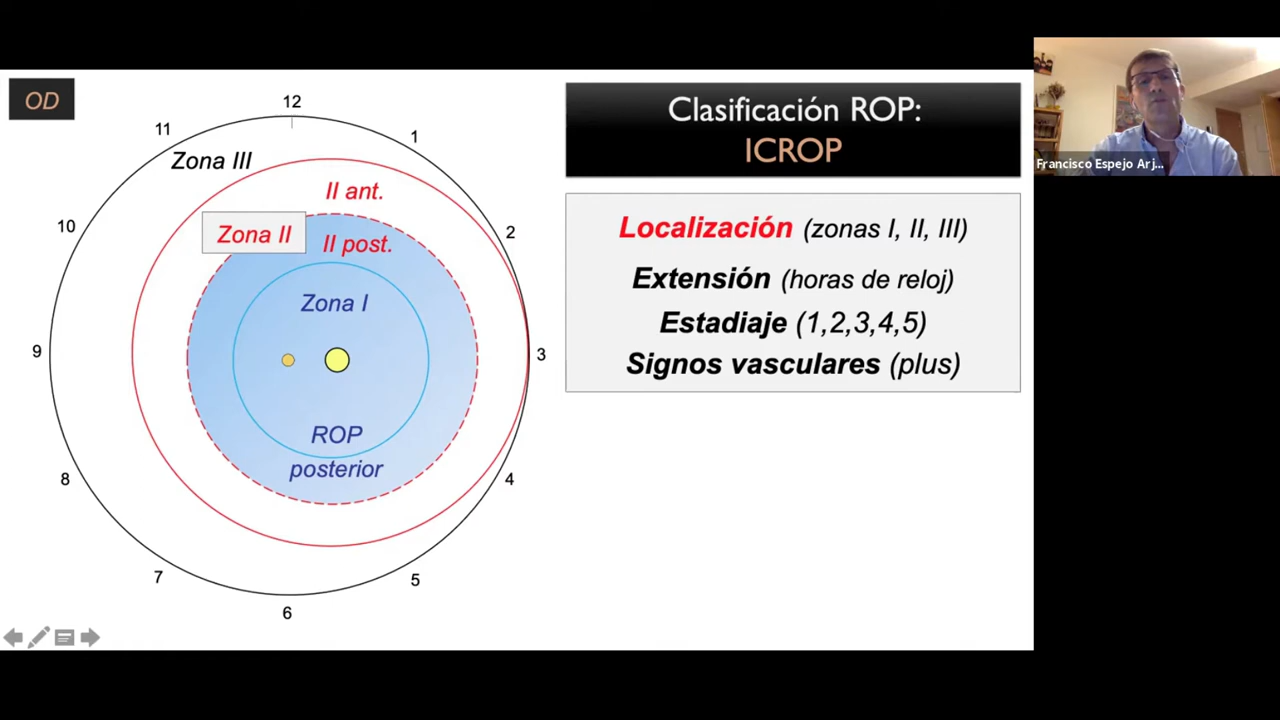 OD
12
11
1
Zona III
10
2
II ant.
Zona II
II post.
Zona I
9
3
ROP
posterior
8
4
7
5
6
Clasificación ROP:
ICROP
Localización (zonas I, II, III)
Extensión (horas de reloj)
Estadiaje (1,2,3,4,5)
Signos vasculares (plus)
Francisco Espejo Arj...